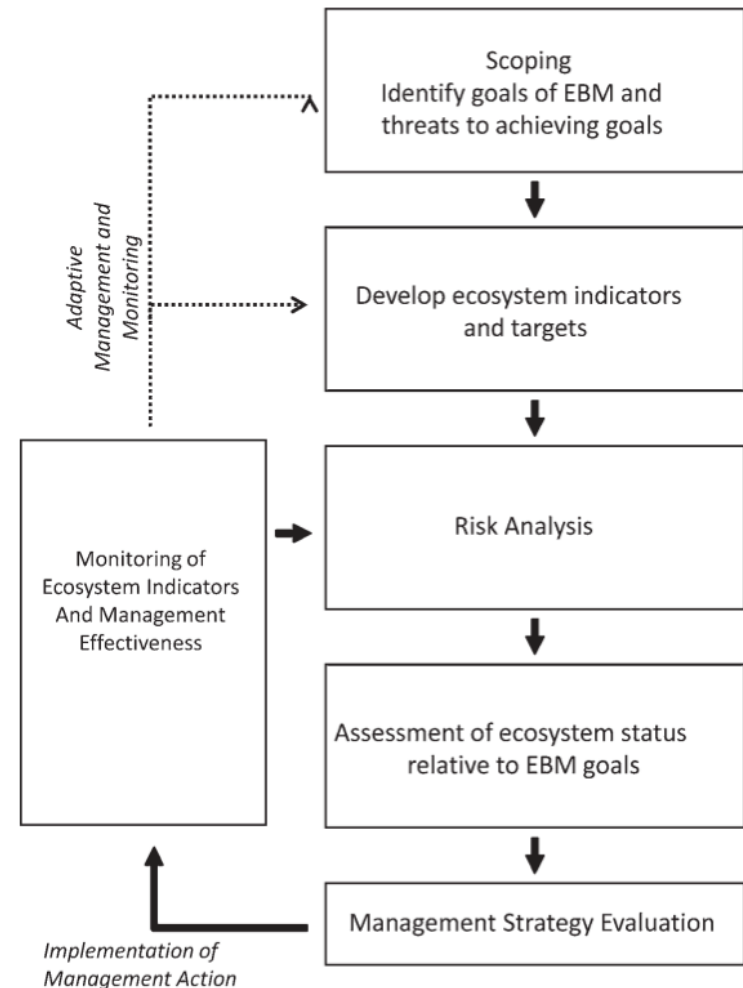 Scoping
Identify goals of EBM and
threats to achieving goals
Adaptive
Management and
Monitoring
Develop ecosystem indicators
and targets
Risk Analysis
Monitoring of
Ecosystem Indicators
And Management
Effectiveness
Assessment of ecosystem status
relative to EBM goals
Management Strategy Evaluation
Implementation of
Management Action